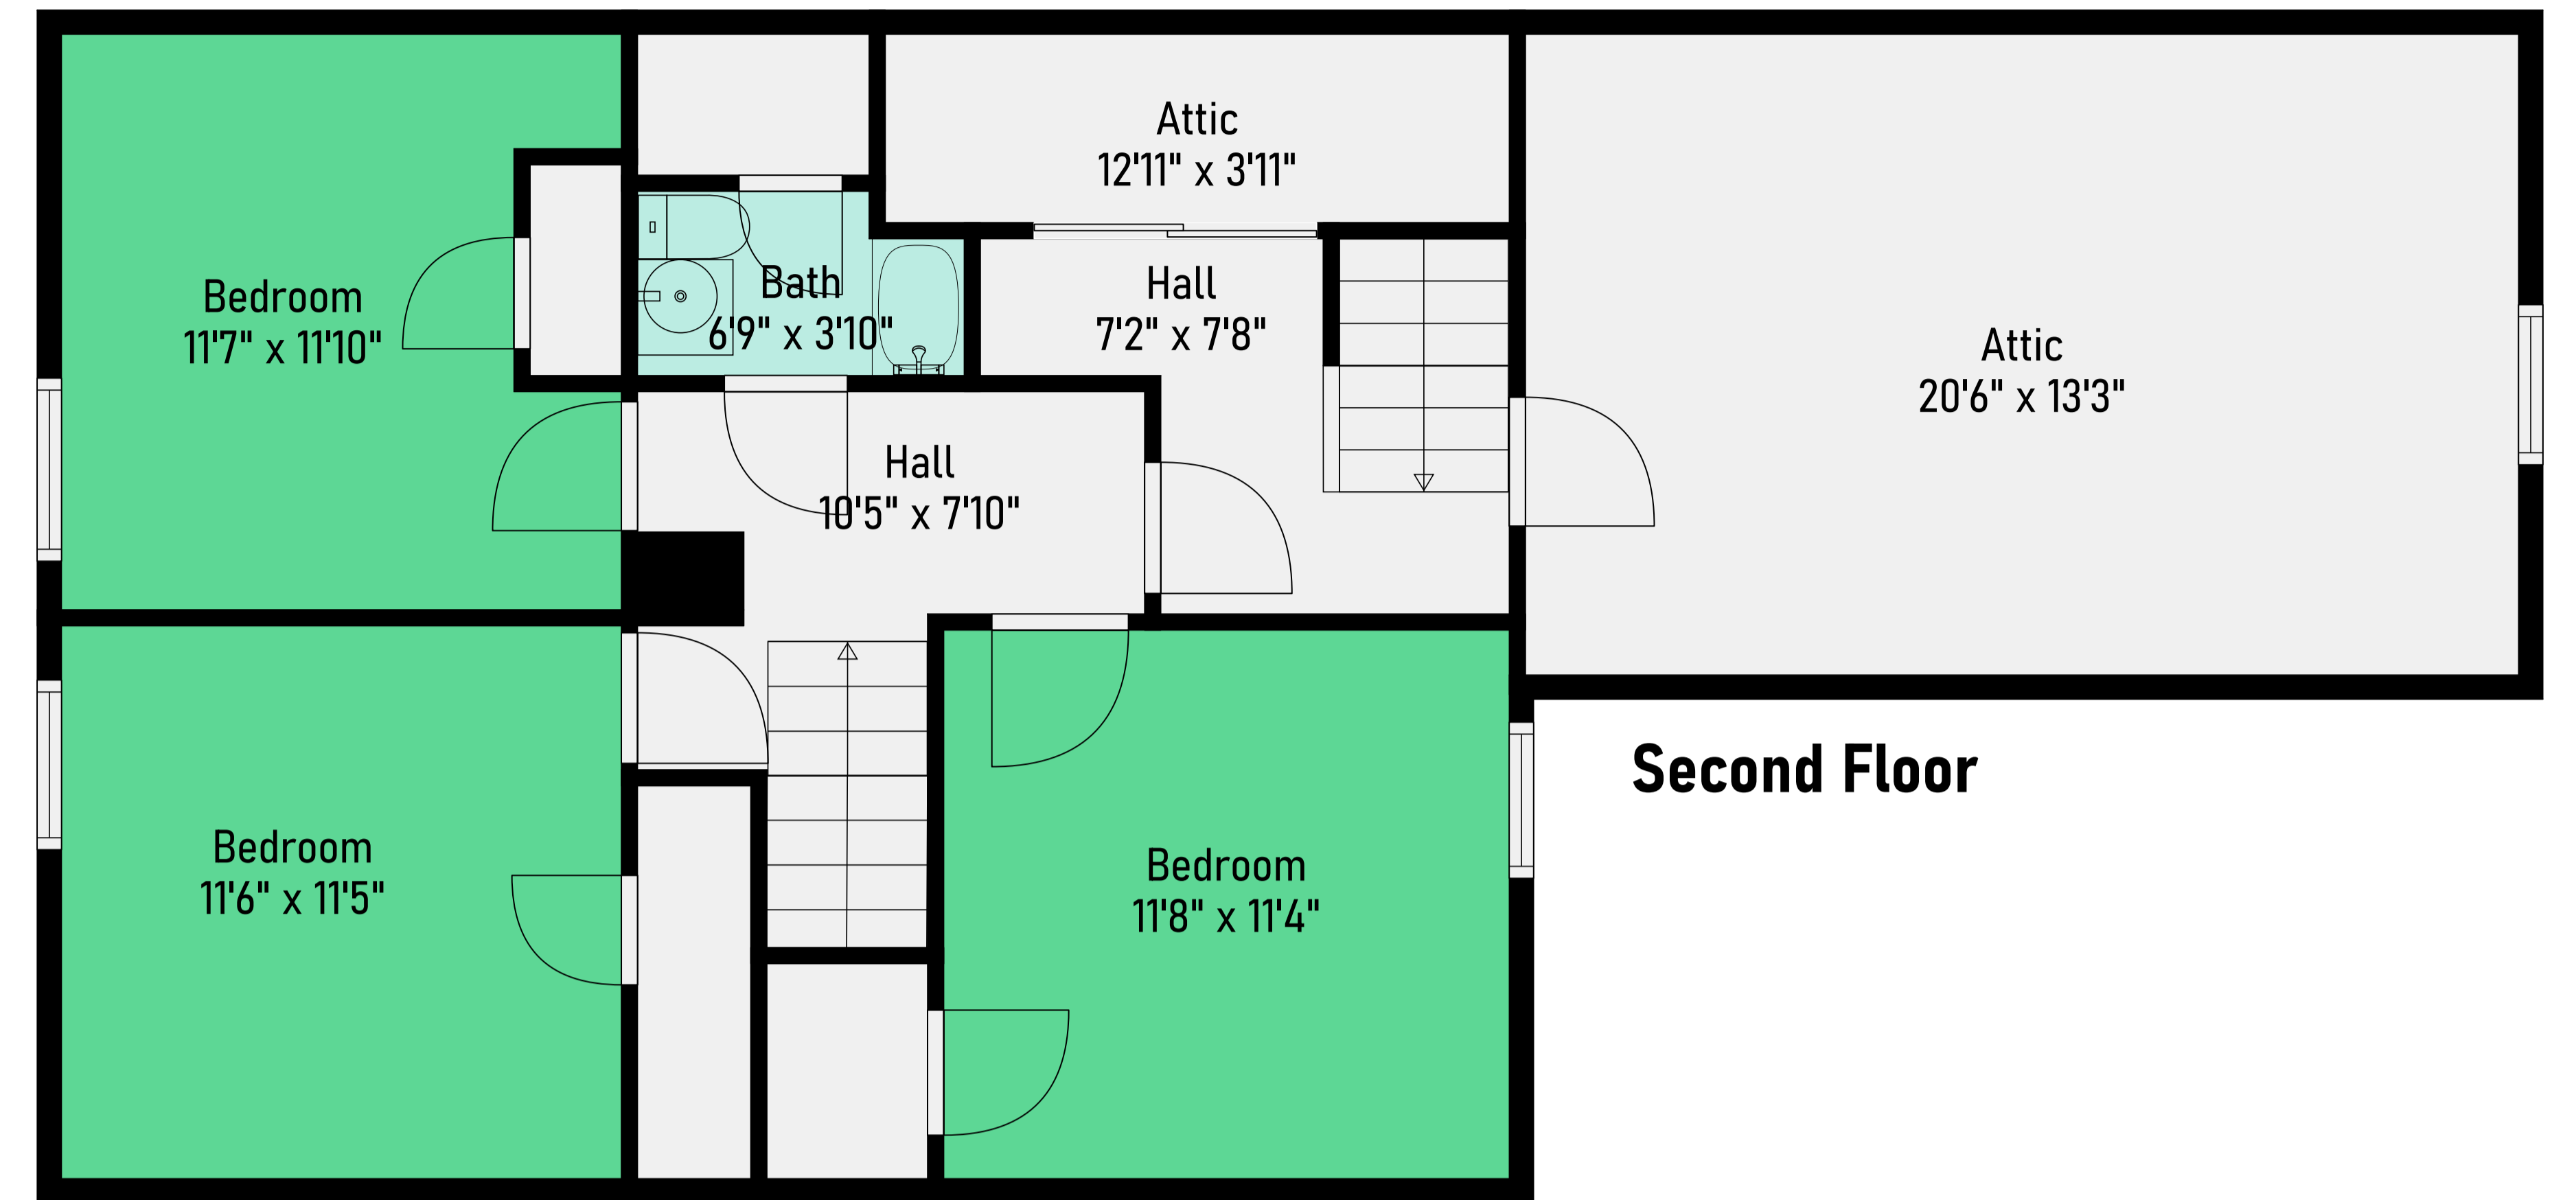 Attic
12'11" x 3'11"
Bedroom
11'7" x 11'10"
Bath
6'9" x 3'10"
Hall
7'2" x 7'8"
Attic
20'6" x 13'3"
Hall
10'5" x 7'10"
Second Floor
Bedroom
11'6" x 11'5"
Bedroom
11'8" x 11'4"